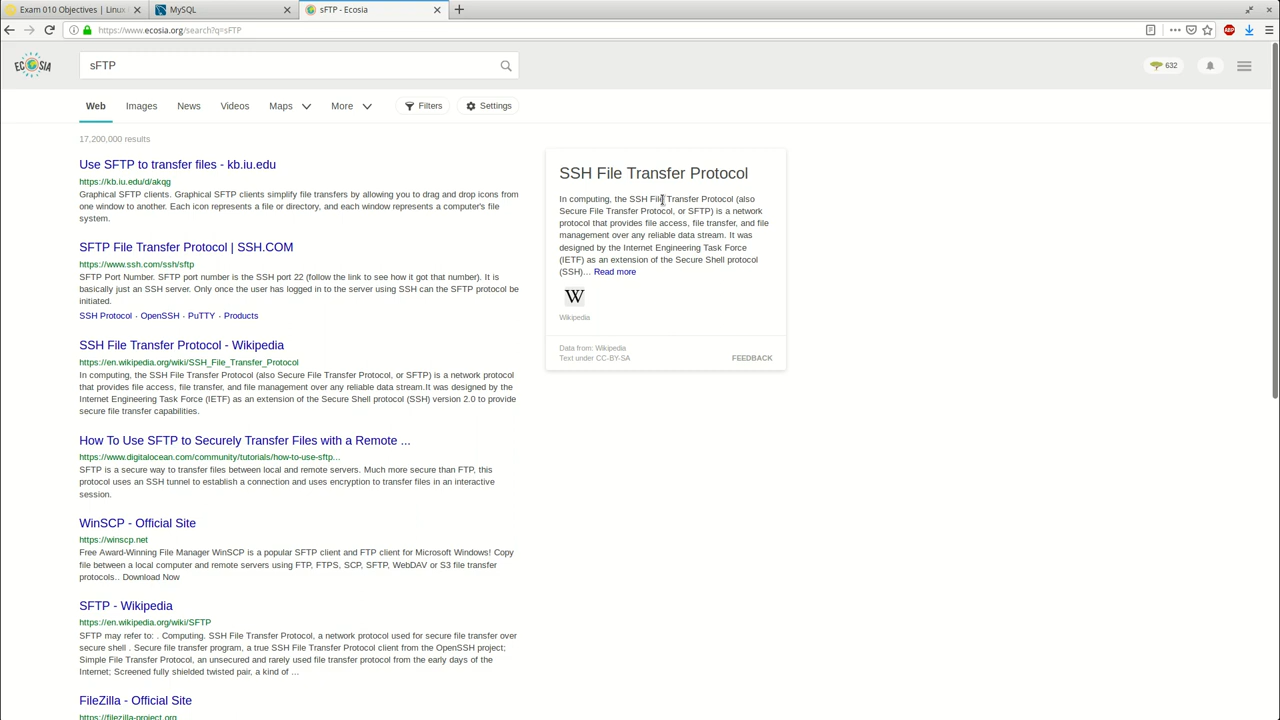 Exam 010 Objectives | Linux
MySQL
sFTP - Ecosia
https://www.ecosia.org/search?q=sFTP
ABP
ECOSIA
sFTP
632
Web
Images
News
Videos
Maps
More
Filters
Settings
17,200,000 results
Use SFTP to transfer files - kb.iu.edu
https://kb.iu.edu/d/akqg
Graphical SFTP clients. Graphical SFTP clients simplify file transfers by allowing you to drag and drop icons from
one window to another. Each icon represents a file or directory, and each window represents a computer's file
system.
SFTP File Transfer Protocol | SSH.COM
https://www.ssh.com/ssh/sftp
SFTP Port Number. SFTP port number is the SSH port 22 (follow the link to see how it got that number). It is
basically just an SSH server. Only once the user has logged in to the server using SSH can the SFTP protocol be
initiated.
SSH Protocol · OpenSSH · PuTTY · Products
SSH File Transfer Protocol - Wikipedia
https://en.wikipedia.org/wiki/SSH_File_Transfer_Protocol
In computing, the SSH File Transfer Protocol (also Secure File Transfer Protocol, or SFTP) is a network protocol
that provides file access, file transfer, and file management over any reliable data stream.It was designed by the
Internet Engineering Task Force (IETF) as an extension of the Secure Shell protocol (SSH) version 2.0 to provide
secure file transfer capabilities.
How To Use SFTP to Securely Transfer Files with a Remote ...
https://www.digitalocean.com/community/tutorials/how-to-use-sftp...
SFTP is a secure way to transfer files between local and remote servers. Much more secure than FTP, this
protocol uses an SSH tunnel to establish a connection and uses encryption to transfer files in an interactive
session.
WinSCP - Official Site
https://winscp.net
Free Award-Winning File Manager WinSCP is a popular SFTP client and FTP client for Microsoft Windows! Copy
file between a local computer and remote servers using FTP, FTPS, SCP, SFTP, WebDAV or S3 file transfer
protocols.. Download Now
SFTP - Wikipedia
https://en.wikipedia.org/wiki/SFTP
SFTP may refer to: . Computing. SSH File Transfer Protocol, a network protocol used for secure file transfer over
secure shell . Secure file transfer program, a true SSH File Transfer Protocol client from the OpenSSH project;
Simple File Transfer Protocol, an unsecured and rarely used file transfer protocol from the early days of the
Internet; Screened fully shielded twisted pair, a kind of ...
FileZilla - Official Site
https://filezilla-project.org
SSH File Transfer Protocol
In computing, the SSH File Transfer Protocol (also
Secure File Transfer Protocol, or SFTP) is a network
protocol that provides file access, file transfer, and file
management over any reliable data stream. It was
designed by the Internet Engineering Task Force
(IETF) as an extension of the Secure Shell protocol
(SSH)... Read more
W
Wikipedia
Data from: Wikipedia
Text under CC-BY-SA
FEEDBACK